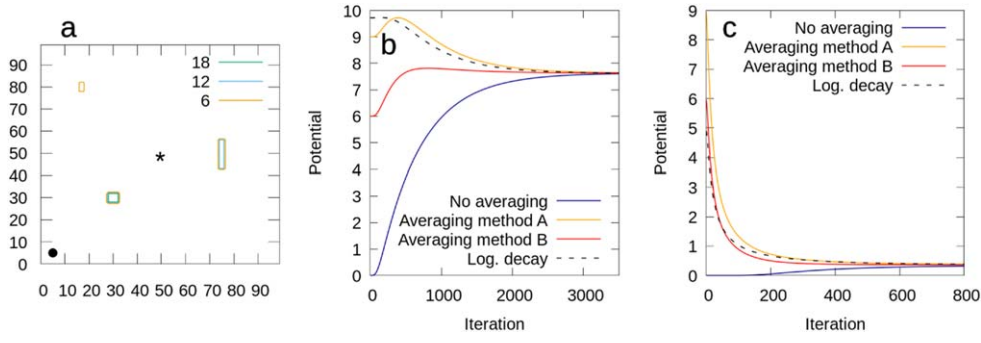 a
18
12
6
90
80
70
60
50
40
30
20
10
0
*
0 10 20 30 40 50 60 70 80 90
b
Potential
10
9
8
7
6
5
4
3
2
1
0
No averaging
Averaging method A
Averaging method B
Log. decay
0 1000 2000 3000
Iteration
c
Potential
9
8
7
6
5
4
3
2
1
0
No averaging
Averaging method A
Averaging method B
Log. decay
0 200 400 600 800
Iteration